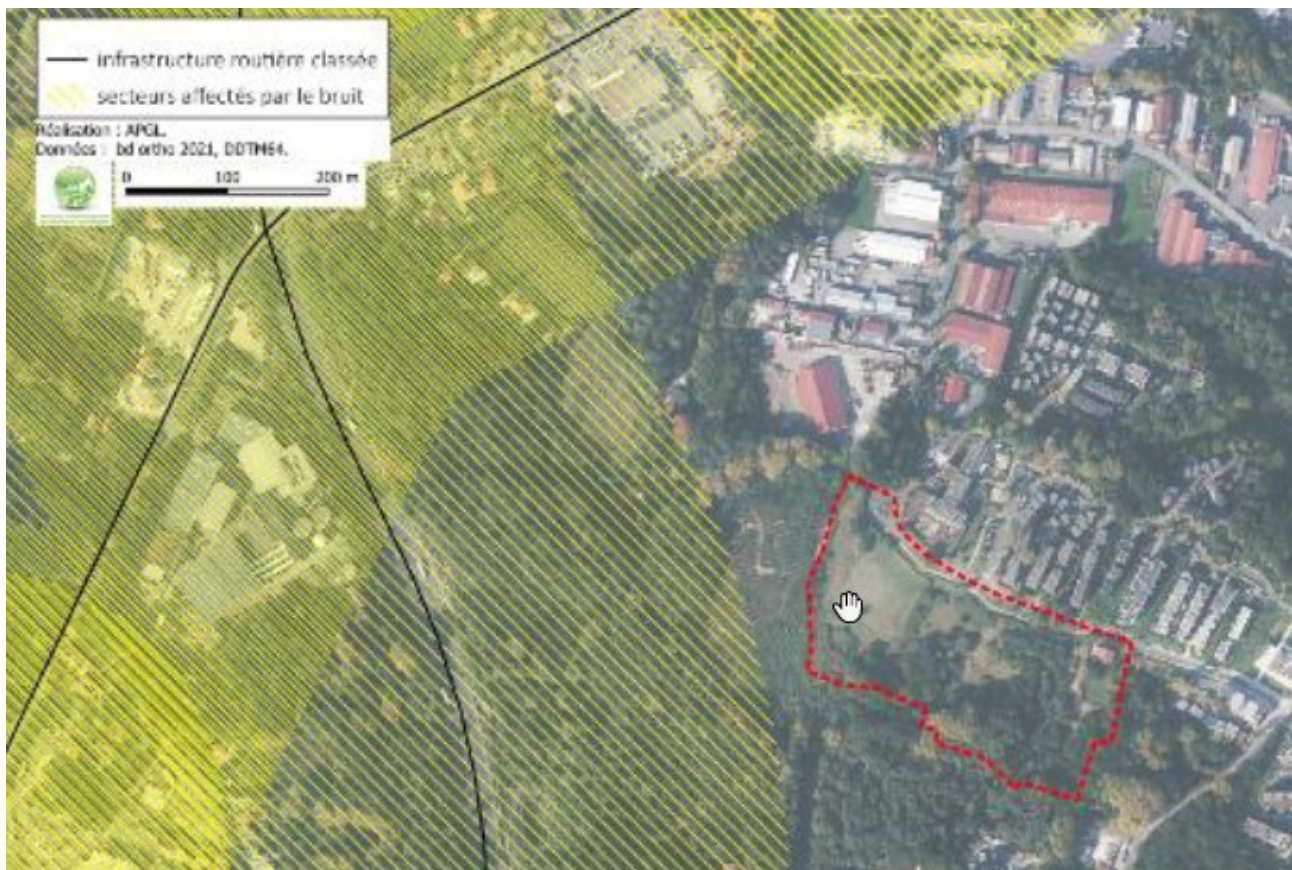 infrastructure routière classée
secteurs affectés par le bruit
Réalisation : APGL.
Données : bd ortho 2021, DDTM64.
0 100 200 m